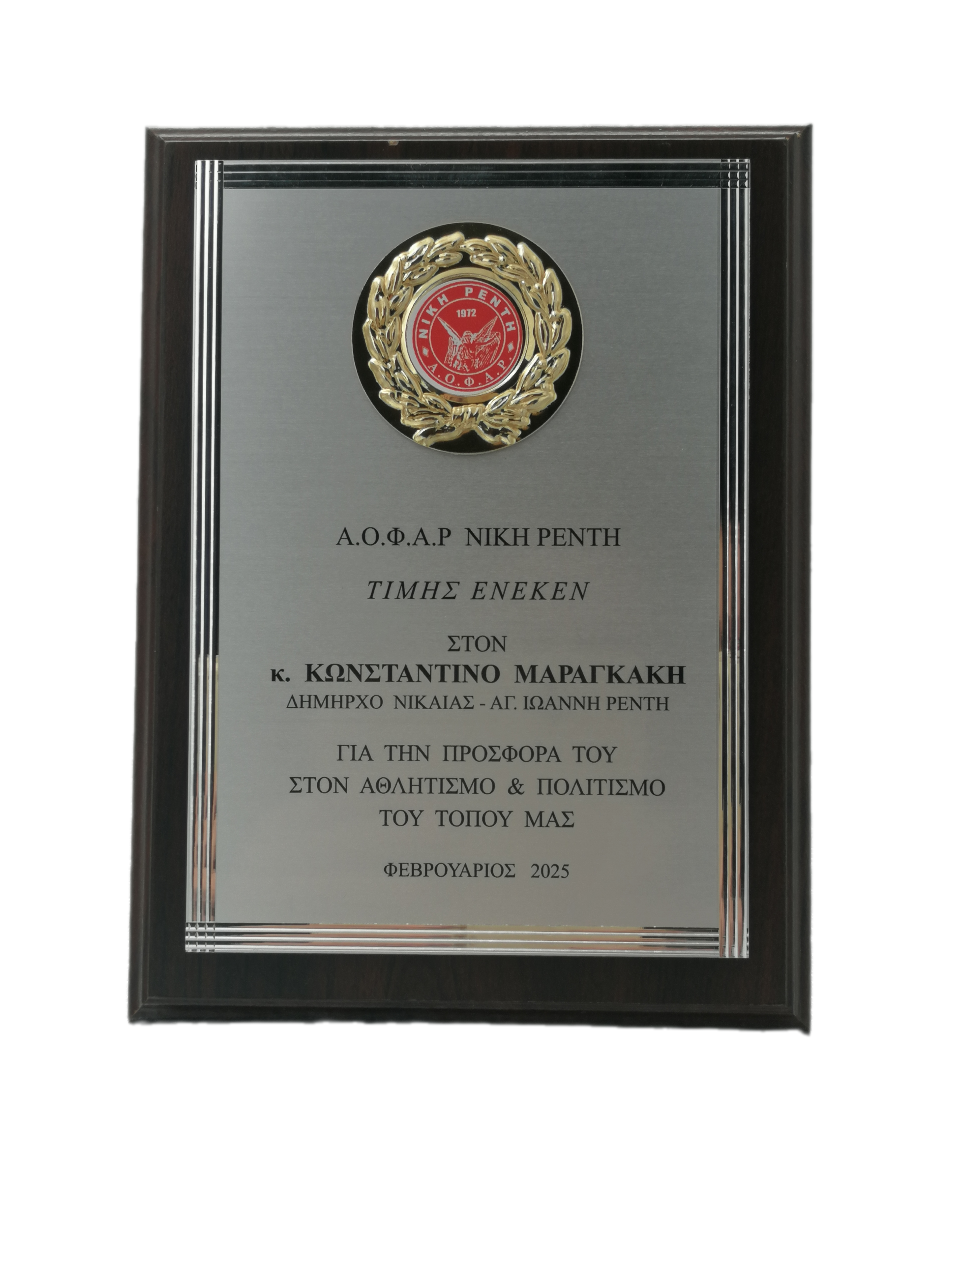 ΝΙΚΗ ΡΕΝΤΗ
1972
Α.Ο.Φ.Α.Ρ.
Α.Ο.Φ.Α.Ρ ΝΙΚΗ ΡΕΝΤΗ
ΤΙΜΗΣ ΕΝΕΚΕΝ
ΣΤΟΝ
κ. ΚΩΝΣΤΑΝΤΙΝΟ ΜΑΡΑΓΚΑΚΗ
ΔΗΜΗΡΧΟ ΝΙΚΑΙΑΣ - ΑΓ. ΙΩΑΝΝΗ ΡΕΝΤΗ
ΓΙΑ ΤΗΝ ΠΡΟΣΦΟΡΑ ΤΟΥ
ΣΤΟΝ ΑΘΛΗΤΙΣΜΟ & ΠΟΛΙΤΙΣΜΟ
ΤΟΥ ΤΟΠΟΥ ΜΑΣ
ΦΕΒΡΟΥΑΡΙΟΣ 2025